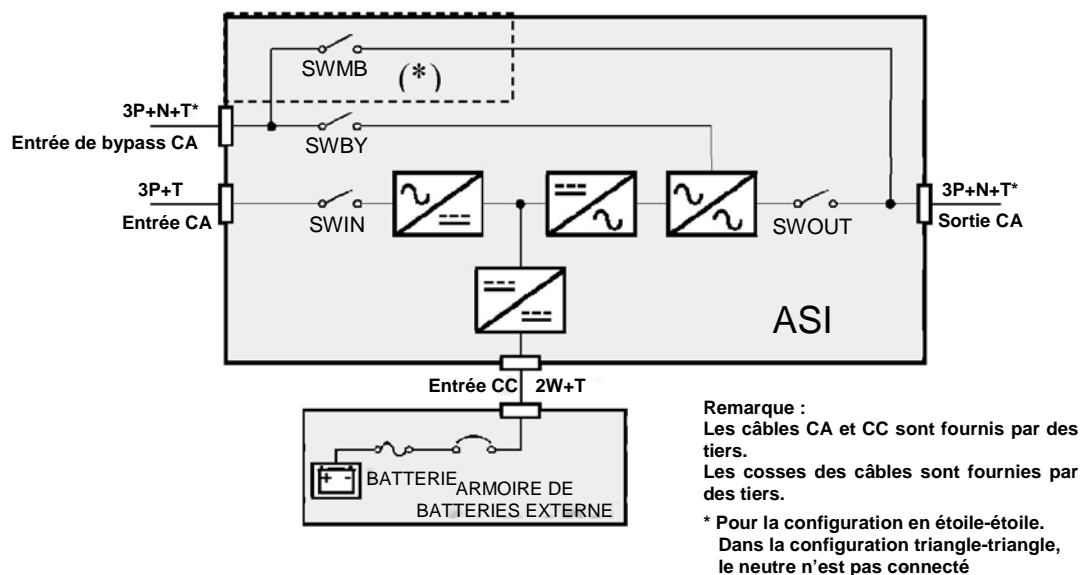 SWMB
(*)
3P+N+T*
Entrée de bypass CA
SWBY
3P+T
Entrée CA
SWIN
SWOUT
3P+N+T*
Sortie CA
ASI
Entrée CC
2W+T
BATTERIE
ARMOIRE DE
BATTERIES EXTERNE
Remarque :
Les câbles CA et CC sont fournis par des
tiers.
Les cosses des câbles sont fournies par
des tiers.
* Pour la configuration en étoile-étoile.
Dans la configuration triangle-triangle,
le neutre n'est pas connecté